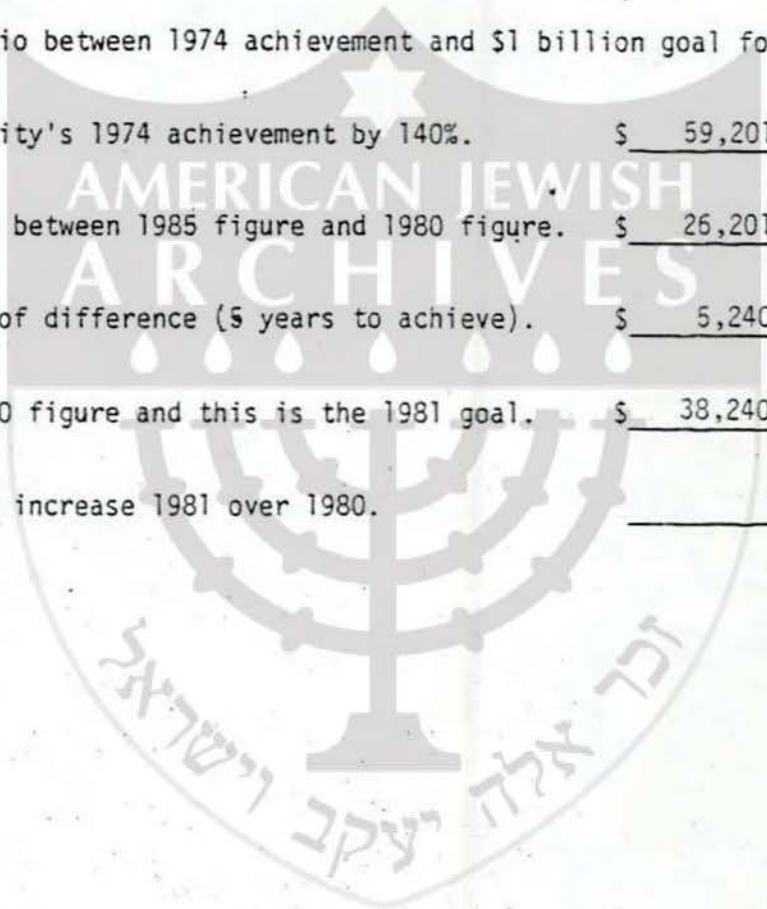 io between 1974 achievement and $1 billion goal fo
ity's 1974 achievement by 140%. $ 59,201
AMERICAN JEWISH
between 1985 figure and 1980 figure. $ 26,201
ARCHIVES
of difference (5 years to achieve). $ 5,240
0 figure and this is the 1981 goal. $ 38,240
increase 1981 over 1980.
זכר אלה יעקב וישראל